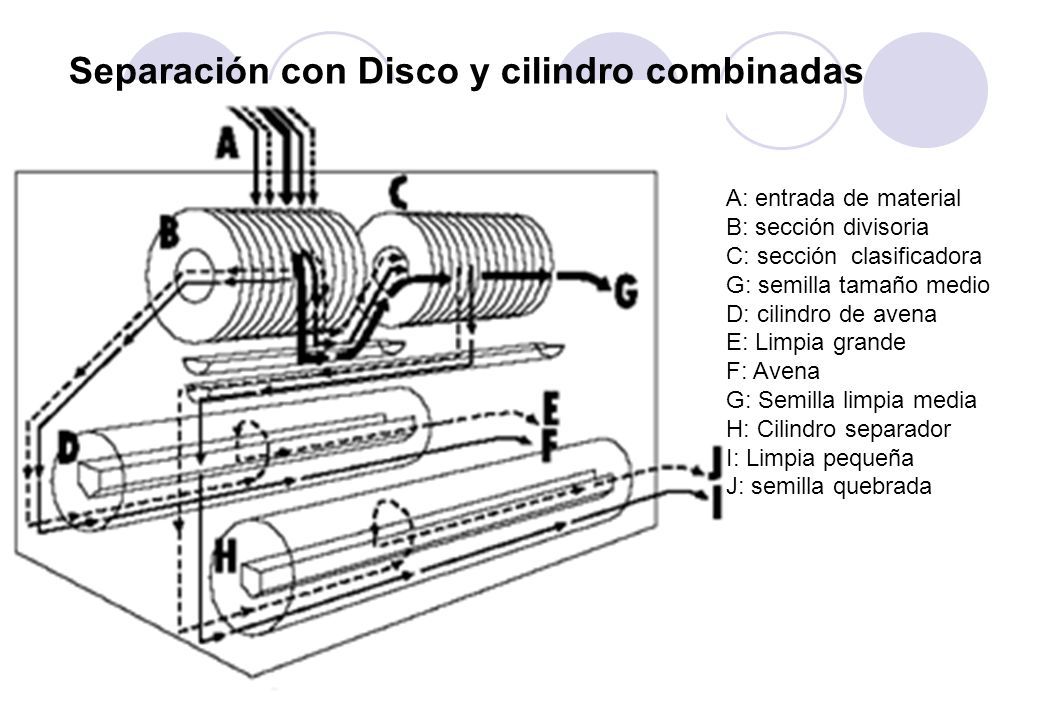 Separación con Disco y cilindro combinadas
A
B
C
G
D
E
F
H
J
I
A: entrada de material
B: sección divisoria
C: sección clasificadora
G: semilla tamaño medio
D: cilindro de avena
E: Limpia grande
F: Avena
G: Semilla limpia media
H: Cilindro separador
I: Limpia pequeña
J: semilla quebrada